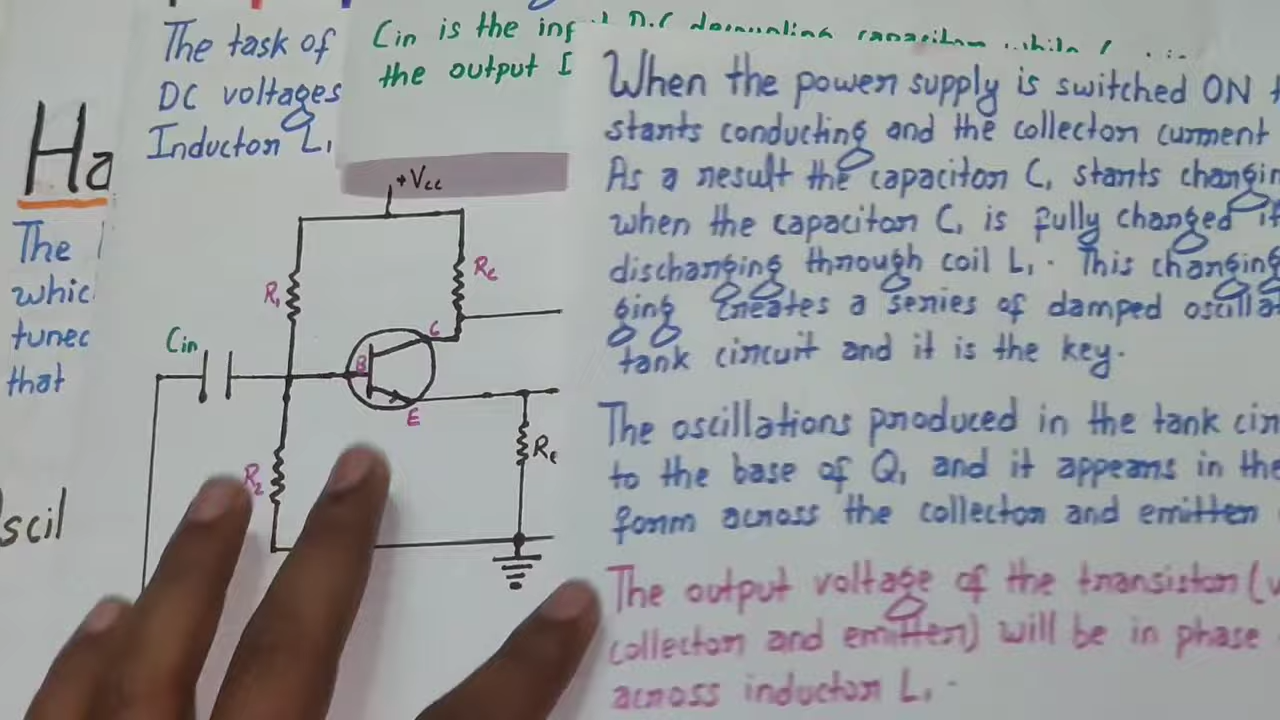 The task of
DC voltages
Inductor L₁
Cin is the
the output
Ha
The
whic
tuned
that
scil
+Vcc
R₁
Rc
Cin
C
B
E
R₂
RE
When the power supply is switched ON
starts conducting and the collector current
As a result the capacitor C₁ starts chargin
when the capacitor C₁ is fully charged it
discharging through coil L₁. This charging
ging creates a series of damped oscilla
tank circuit and it is the key.
The oscillations produced in the tank cir
to the base of Q₁ and it appears in the
form across the collector and emitter
The output voltage of the transistor (v
collector and emitter) will be in phase
across inductor L₁.